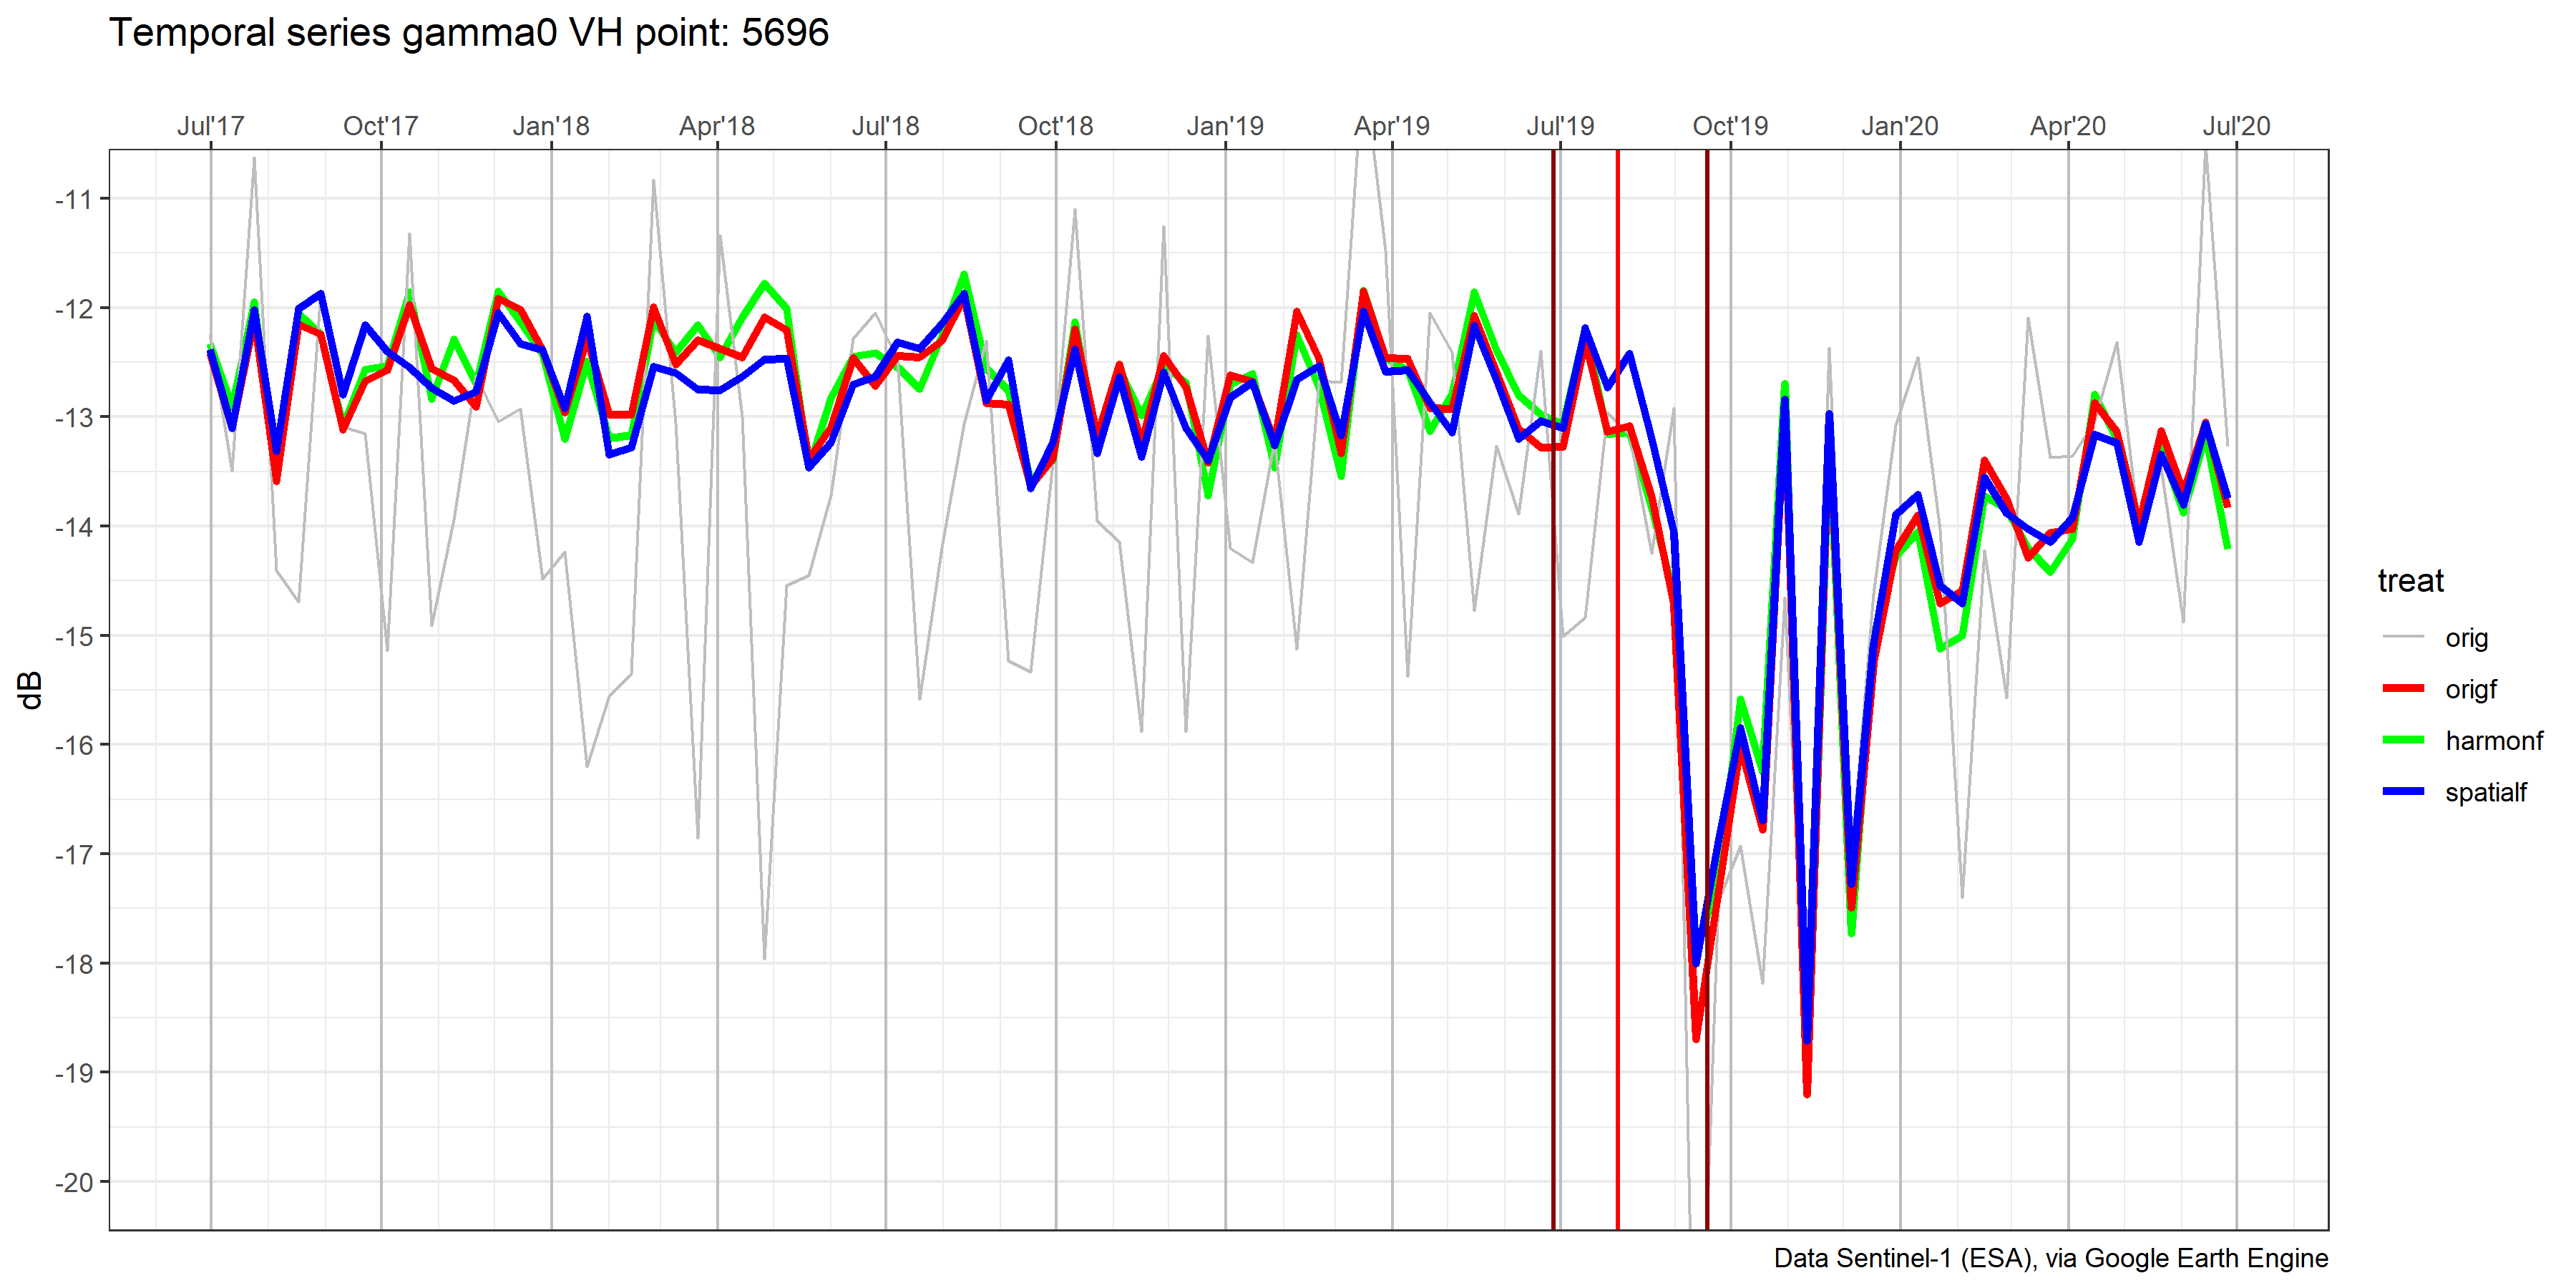 Temporal series gamma0 VH point: 5696
Jul'17 Oct'17 Jan'18 Apr'18 Jul'18 Oct'18 Jan'19 Apr'19 Jul'19 Oct'19 Jan'20 Apr'20 Jul'20
-11
-12
-13
-14
-15
-16
-17
-18
-19
-20
dB
treat
orig
origf
harmonf
spatialf
Data Sentinel-1 (ESA), via Google Earth Engine